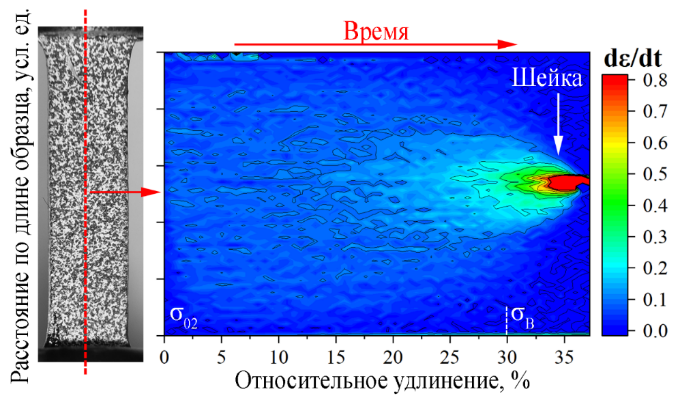 Время
dε/dt
Шейка
0.8
0.7
0.6
0.5
0.4
0.3
0.2
0.1
0.0
Расстояние по длине образца, усл. ед.
σ02
σВ
0 5 10 15 20 25 30 35
Относительное удлинение, %